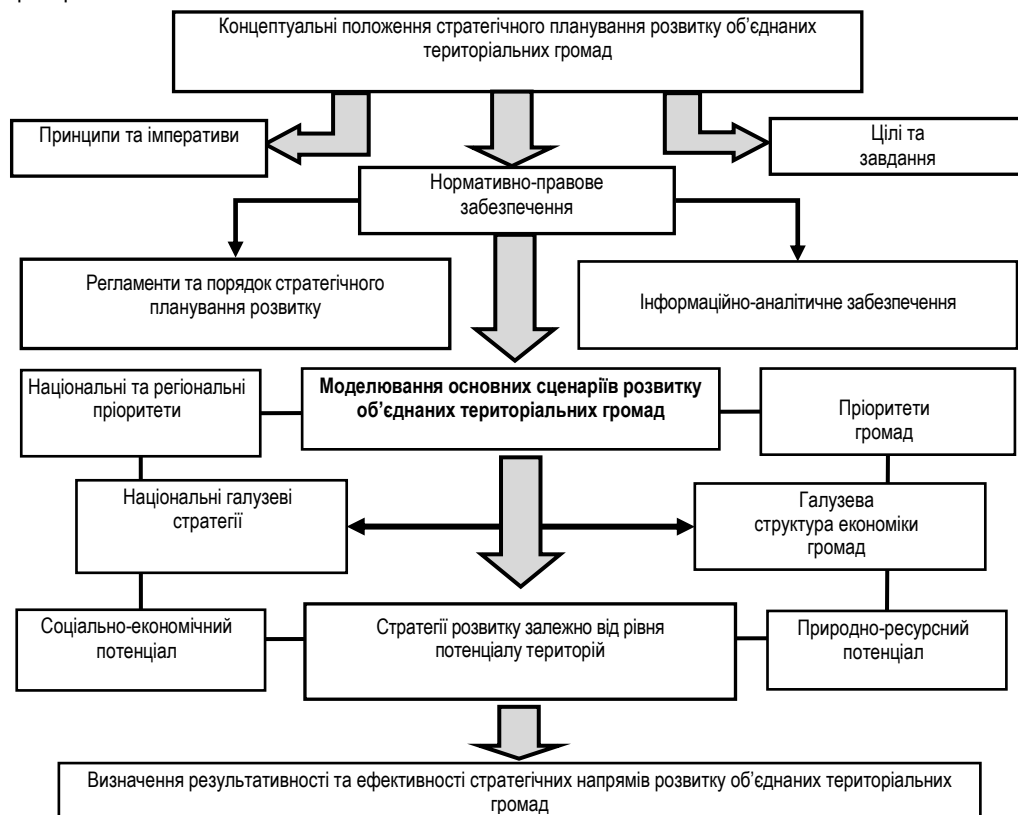 Концептуальні положення стратегічного планування розвитку об’єднаних
територіальних громад
Принципи та імперативи
Цілі та
завдання
Нормативно-правове
забезпечення
Регламенти та порядок стратегічного
планування розвитку
Інформаційно-аналітичне забезпечення
Національні та регіональні
пріоритети
Моделювання основних сценаріїв розвитку
об’єднаних територіальних громад
Пріоритети
громад
Національні галузеві
стратегії
Галузева
структура економіки
громад
Соціально-економічний
потенціал
Стратегії розвитку залежно від рівня
потенціалу територій
Природно-ресурсний
потенціал
Визначення результативності та ефективності стратегічних напрямів розвитку об’єднаних територіальних
громад